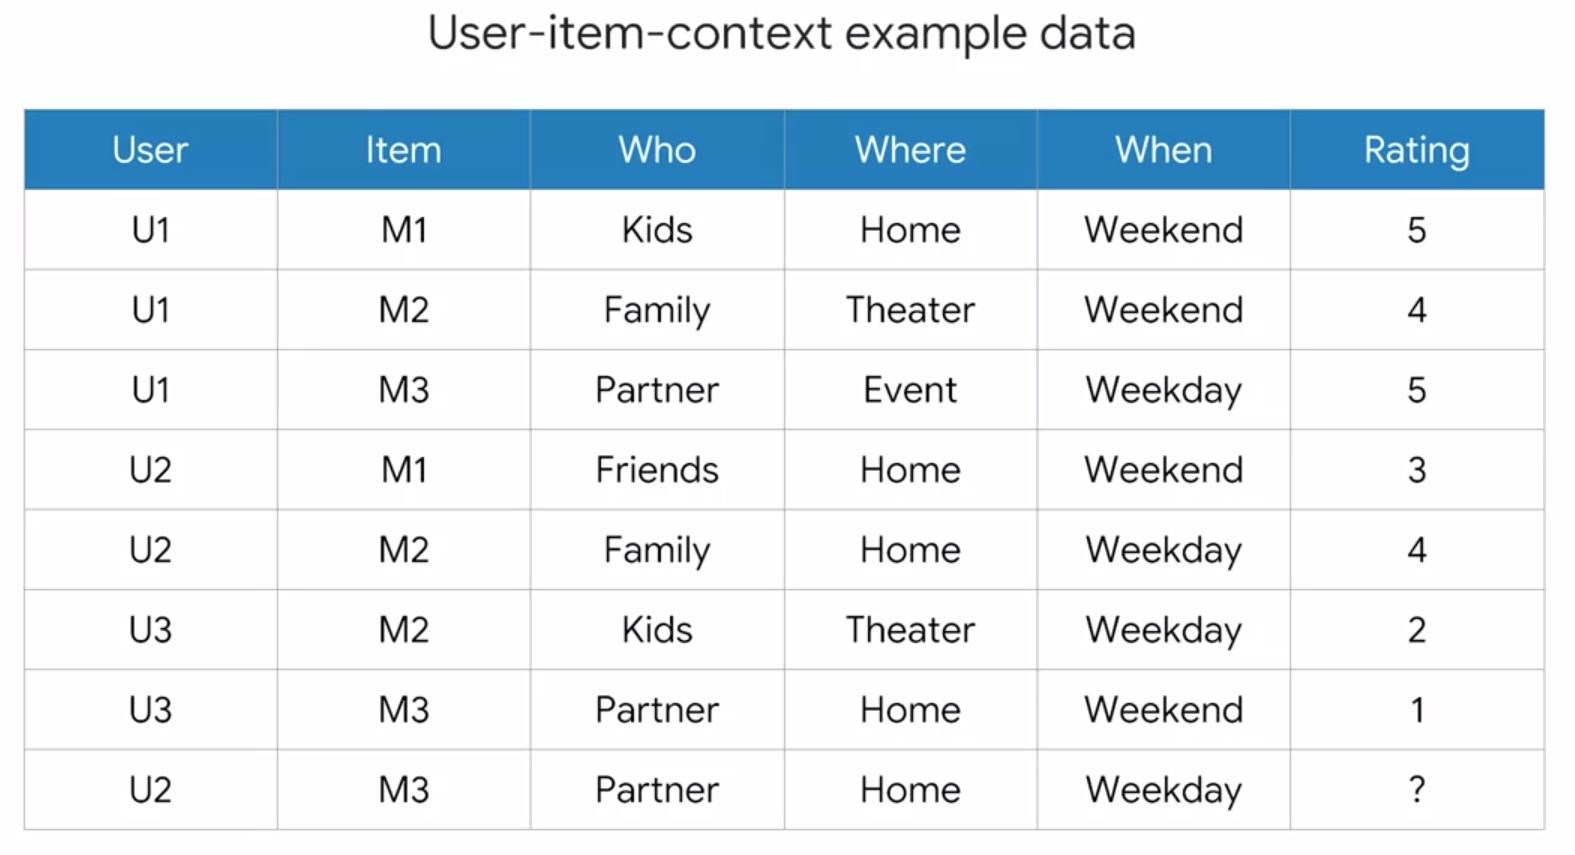 User-item-context example data
User Item Who Where When Rating
U1 M1 Kids Home Weekend 5
U1 M2 Family Theater Weekend 4
U1 M3 Partner Event Weekday 5
U2 M1 Friends Home Weekend 3
U2 M2 Family Home Weekday 4
U3 M2 Kids Theater Weekday 2
U3 M3 Partner Home Weekend 1
U2 M3 Partner Home Weekday ?